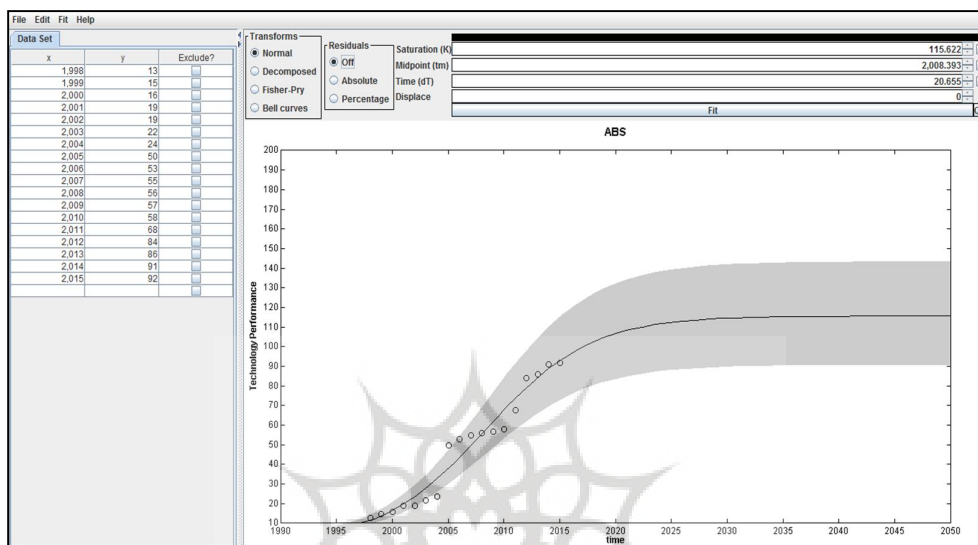 File Edit Fit Help
Data Set
x y Exclude?
1,998 13
1,999 15
2,000 16
2,001 19
2,002 19
2,003 22
2,004 24
2,005 50
2,006 53
2,007 55
2,008 56
2,009 57
2,010 58
2,011 68
2,012 84
2,013 86
2,014 91
2,015 92
Transforms
Normal
Decomposed
Fisher-Pry
Bell curves
Residuals
Off
Absolute
Percentage
Saturation (K) 115.622
Midpoint (tm) 2,008.393
Time (dT) 20.655
Displace 0
Fit
ABS
Technology Performance
200
190
180
170
160
150
140
130
120
110
100
90
80
70
60
50
40
30
20
10
1990 1995 2000 2005 2010 2015 2020 2025 2030 2035 2040 2045 2050
time